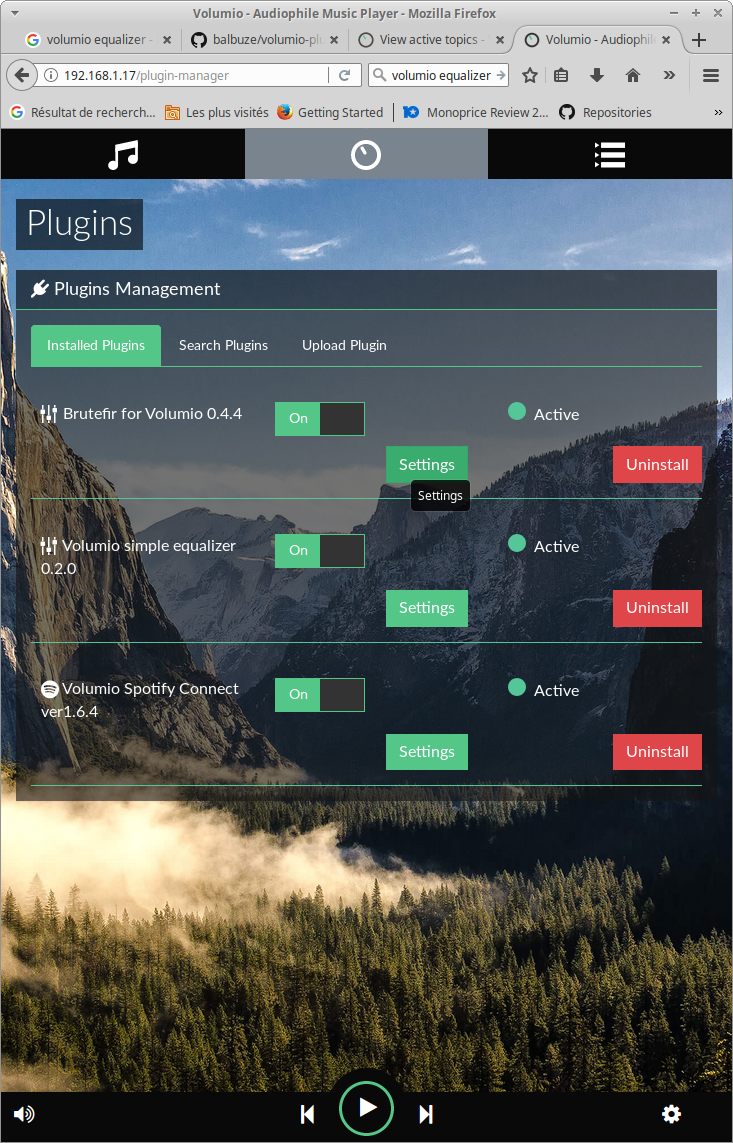 Volumio - Audiophile Music Player - Mozilla Firefox
volumio equalizer -
balbuze/volumio-plu
View active topics -
Volumio - Audiophile
192.168.1.17/plugin-manager
volumio equalizer
Résultat de recherch...
Les plus visités
Getting Started
Monoprice Review 2...
Repositories
Plugins
Plugins Management
Installed Plugins
Search Plugins
Upload Plugin
Brutefir for Volumio 0.4.4
On
Active
Settings
Uninstall
Settings
Volumio simple equalizer
0.2.0
On
Active
Settings
Uninstall
Volumio Spotify Connect
ver1.6.4
On
Active
Settings
Uninstall